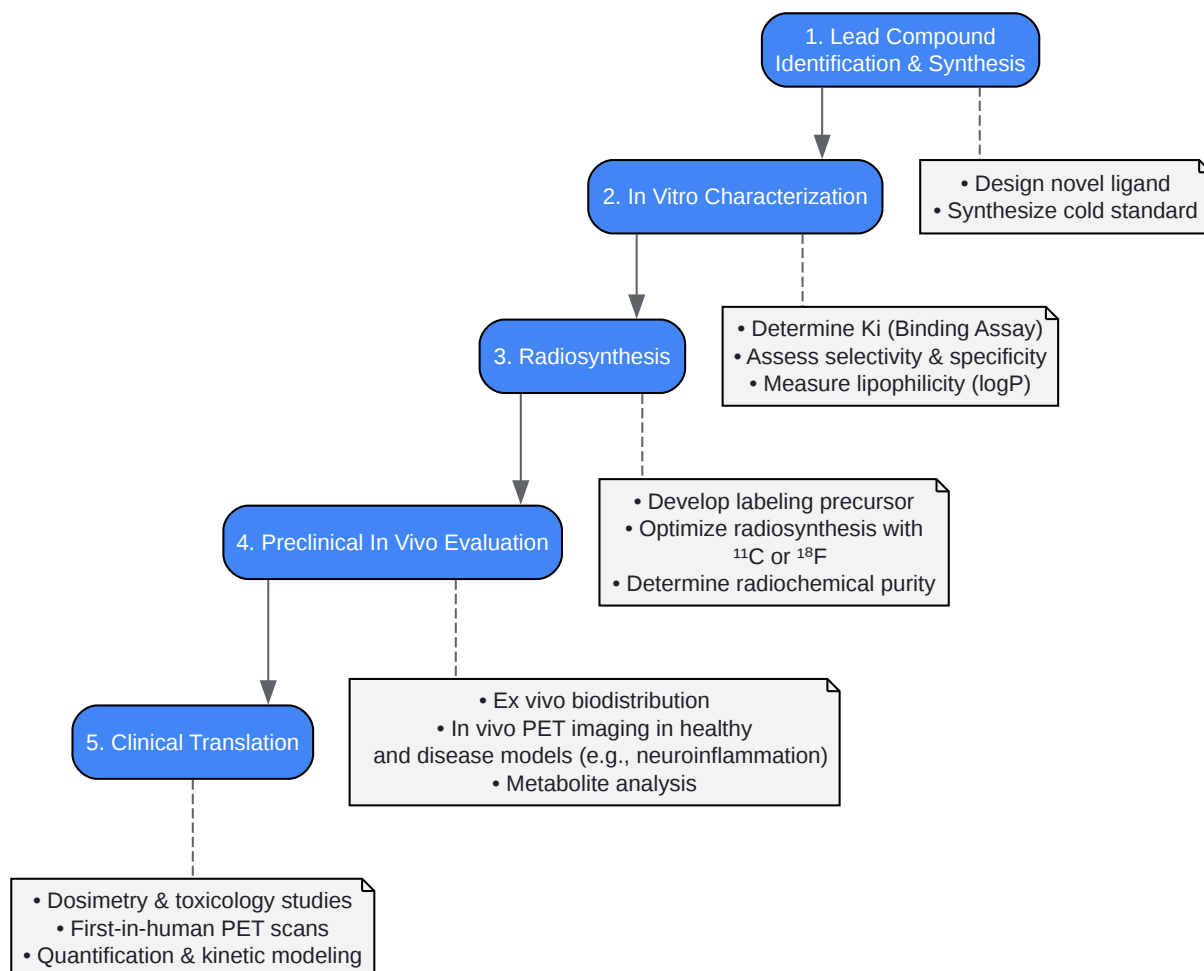 1. Lead Compound
Identification & Synthesis
• Design novel ligand
• Synthesize cold standard
2. In Vitro Characterization
• Determine Ki (Binding Assay)
• Assess selectivity & specificity
• Measure lipophilicity (logP)
3. Radiosynthesis
• Develop labeling precursor
• Optimize radiosynthesis with
¹¹C or ¹⁸F
• Determine radiochemical purity
4. Preclinical In Vivo Evaluation
• Ex vivo biodistribution
• In vivo PET imaging in healthy
and disease models (e.g., neuroinflammation)
• Metabolite analysis
5. Clinical Translation
• Dosimetry & toxicology studies
• First-in-human PET scans
• Quantification & kinetic modeling